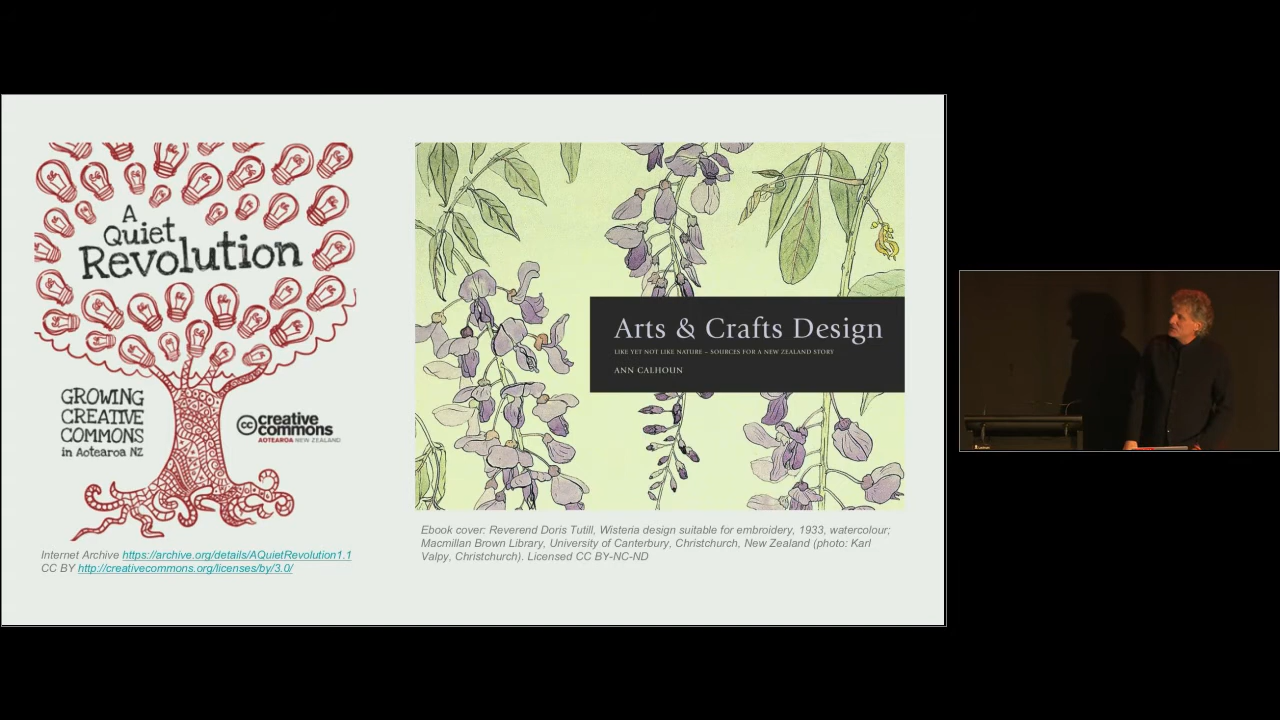 A
Quiet
Revolution
GROWING
CREATIVE
COMMONS
in Aotearoa NZ
cc creative
commons
AOTEAROA NEW ZEALAND
Internet Archive https://archive.org/details/AQuietRevolution1.1
CC BY http://creativecommons.org/licenses/by/3.0/
Arts & Crafts Design
LIKE YET NOT LIKE NATURE – SOURCES FOR A NEW ZEALAND STORY
ANN CALHOUN
Ebook cover: Reverend Doris Tutill, Wisteria design suitable for embroidery, 1933, watercolour;
Macmillan Brown Library, University of Canterbury, Christchurch, New Zealand (photo: Karl
Valpy, Christchurch). Licensed CC BY-NC-ND